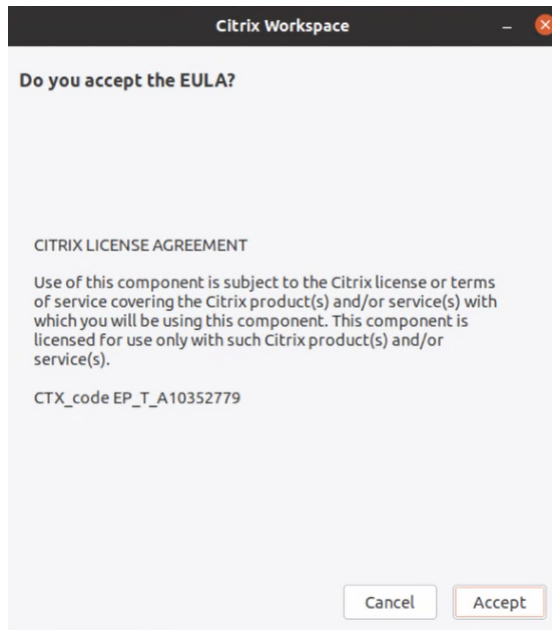 Citrix Workspace
Do you accept the EULA?
CITRIX LICENSE AGREEMENT
Use of this component is subject to the Citrix license or terms
of service covering the Citrix product(s) and/or service(s) with
which you will be using this component. This component is
licensed for use only with such Citrix product(s) and/or
service(s).
CTX_code EP_T_A10352779
Cancel
Accept